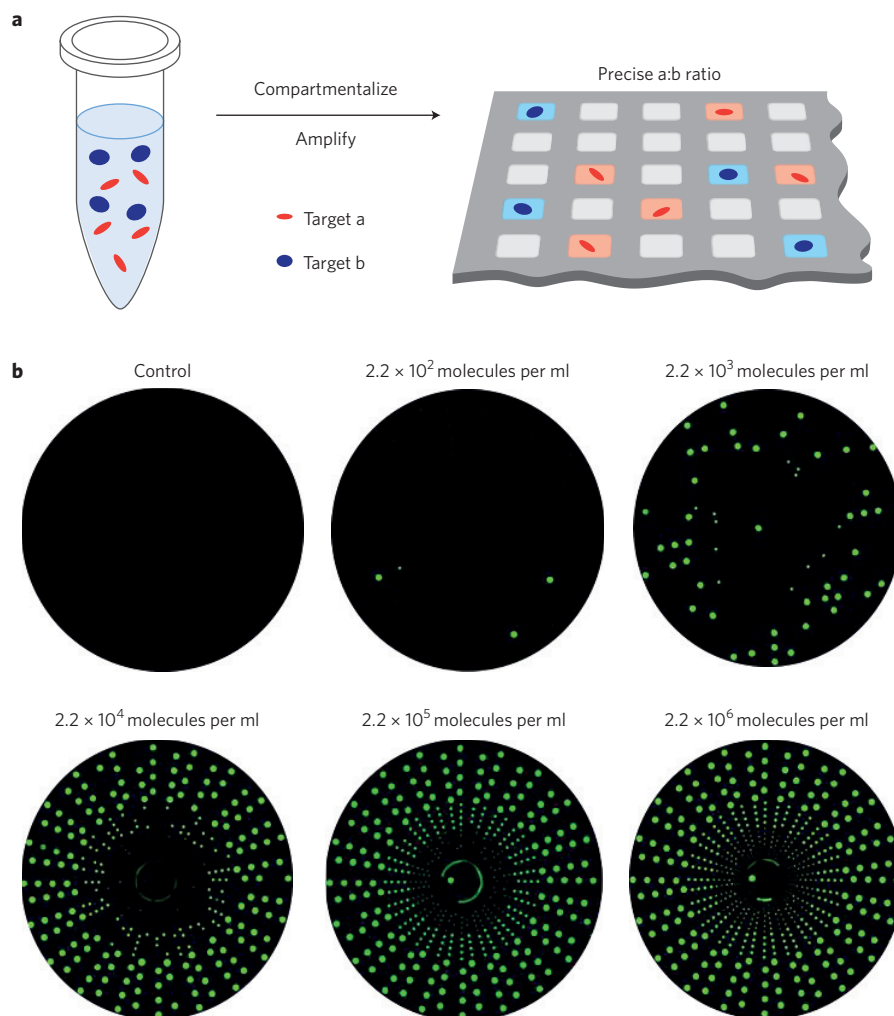 a
Compartmentalize
Amplify
Target a
Target b
Precise a:b ratio
b
Control
2.2 × 10² molecules per ml
2.2 × 10³ molecules per ml
2.2 × 10⁴ molecules per ml
2.2 × 10⁵ molecules per ml
2.2 × 10⁶ molecules per ml